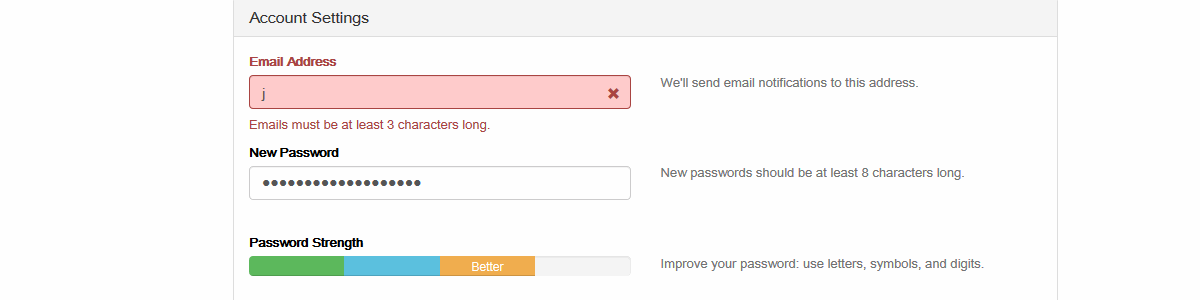 Account Settings
Email Address
We'll send email notifications to this address.
j
Emails must be at least 3 characters long.
New Password
New passwords should be at least 8 characters long.
•••••••••••••••••••
Password Strength
Better
Improve your password: use letters, symbols, and digits.